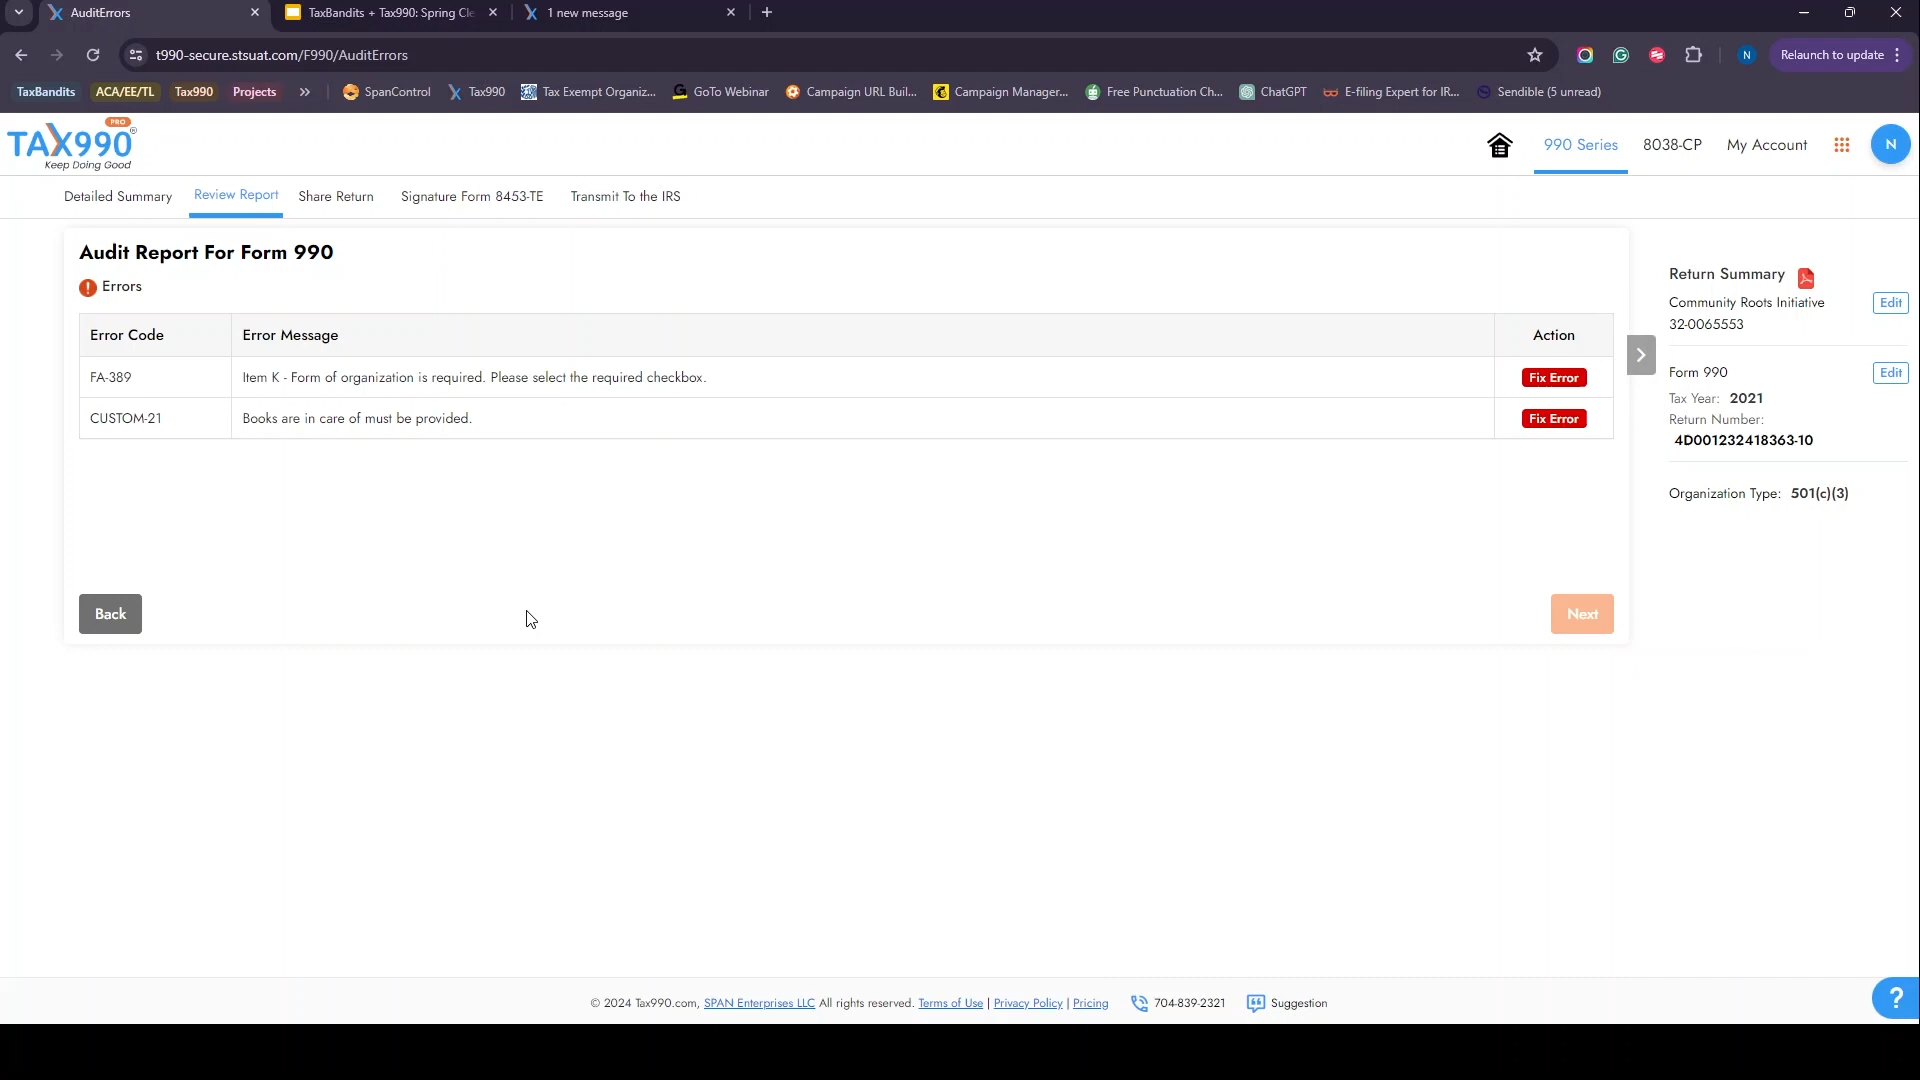 AuditErrors
TaxBandits + Tax990: Spring Cle
1 new message
t990-secure.stsuat.com/F990/AuditErrors
N
Relaunch to update
TaxBandits
ACA/EE/TL
Tax990
Projects
SpanControl
Tax990
Tax Exempt Organiz...
GoTo Webinar
Campaign URL Buil...
Campaign Manager...
Free Punctuation Ch...
ChatGPT
E-filing Expert for IR...
Sendible (5 unread)
PRO
TAX990®
Keep Doing Good
990 Series
8038-CP
My Account
N
Detailed Summary
Review Report
Share Return
Signature Form 8453-TE
Transmit To the IRS
Audit Report For Form 990
! Errors
Error Code
Error Message
Action
FA-389
Item K - Form of organization is required. Please select the required checkbox.
Fix Error
CUSTOM-21
Books are in care of must be provided.
Fix Error
Back
Next
Return Summary
Community Roots Initiative
Edit
32-0065553
Form 990
Edit
Tax Year: 2021
Return Number:
4D001232418363-10
Organization Type: 501(c)(3)
© 2024 Tax990.com, SPAN Enterprises LLC All rights reserved. Terms of Use | Privacy Policy | Pricing
704-839-2321
Suggestion
?